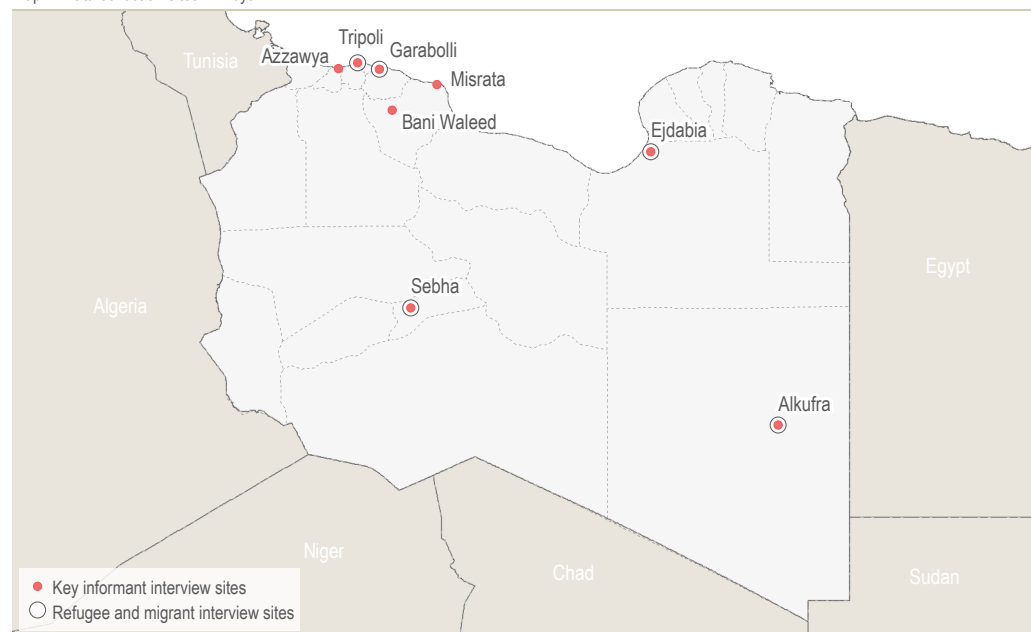 Tripoli
Garabolli
Azzawya
Tunisia
Misrata
Bani Waleed
Ejdabia
Egypt
Sebha
Algeria
Alkufra
Niger
Chad
Sudan
Key informant interview sites
Refugee and migrant interview sites